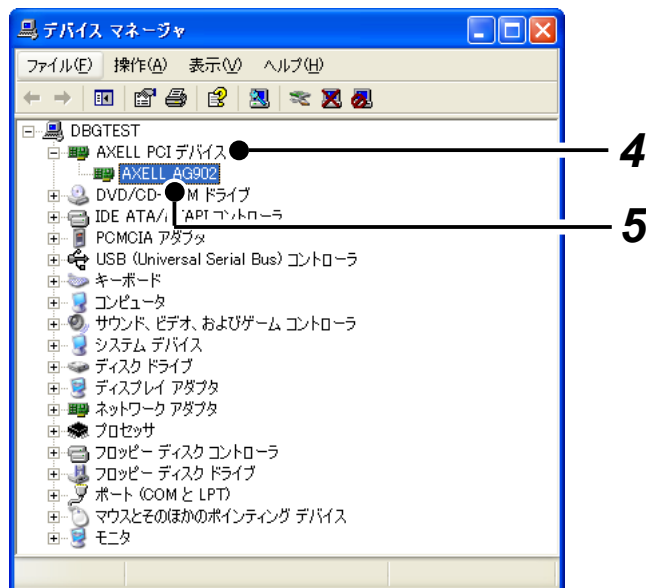 デバイス マネージャ
ファイル(F) 操作(A) 表示(V) ヘルプ(H)
DBGTEST
AXELL PCI デバイス 4
AXELL AG902
DVD/CD- M ドライブ 5
IDE ATA/ API コントローラ
PCMCIA アダプタ
USB (Universal Serial Bus) コントローラ
キーボード
コンピュータ
サウンド、ビデオ、およびゲーム コントローラ
システム デバイス
ディスク ドライブ
ディスプレイ アダプタ
ネットワーク アダプタ
プロセッサ
フロッピー ディスク コントローラ
フロッピー ディスク ドライブ
ポート (COM と LPT)
マウスとそのほかのポインティング デバイス
モニタ